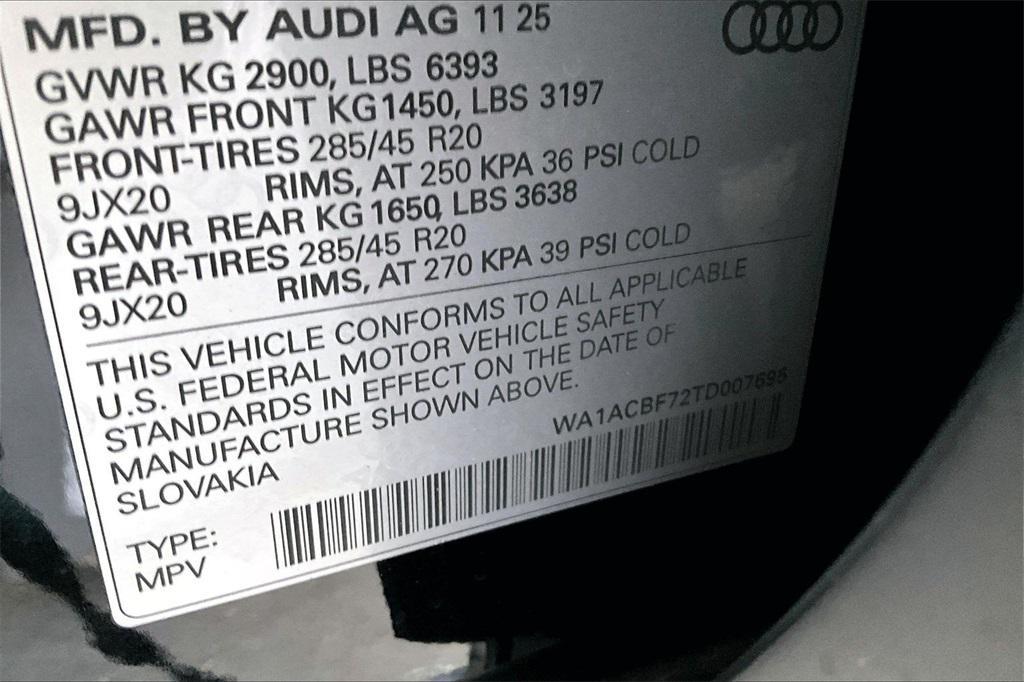 MFD. BY AUDI AG 11 25
GVWR KG 2900, LBS 6393
GAWR FRONT KG1450, LBS 3197
FRONT-TIRES 285/45 R20
9JX20 RIMS, AT 250 KPA 36 PSI COLD
GAWR REAR KG 1650, LBS 3638
REAR-TIRES 285/45 R20
9JX20 RIMS, AT 270 KPA 39 PSI COLD
THIS VEHICLE CONFORMS TO ALL APPLICABLE
U.S. FEDERAL MOTOR VEHICLE SAFETY
STANDARDS IN EFFECT ON THE DATE OF
MANUFACTURE SHOWN ABOVE.
SLOVAKIA
WA1ACBF72TD007695
TYPE:
MPV